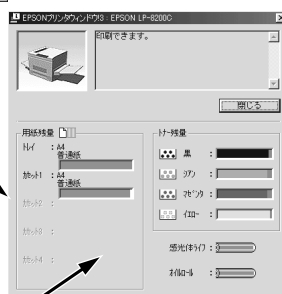 EPSONプリンタウィンドウ!3 : EPSON LP-8200C
印刷できます。
閉じる
用紙残量
トレイ : A4
普通紙
カセット1 : A4
普通紙
カセット2 :
カセット3 :
カセット4 :
トナー残量
黒 :
シアン :
マゼンタ :
イエロー :
感光体ライフ :
オイルロール :